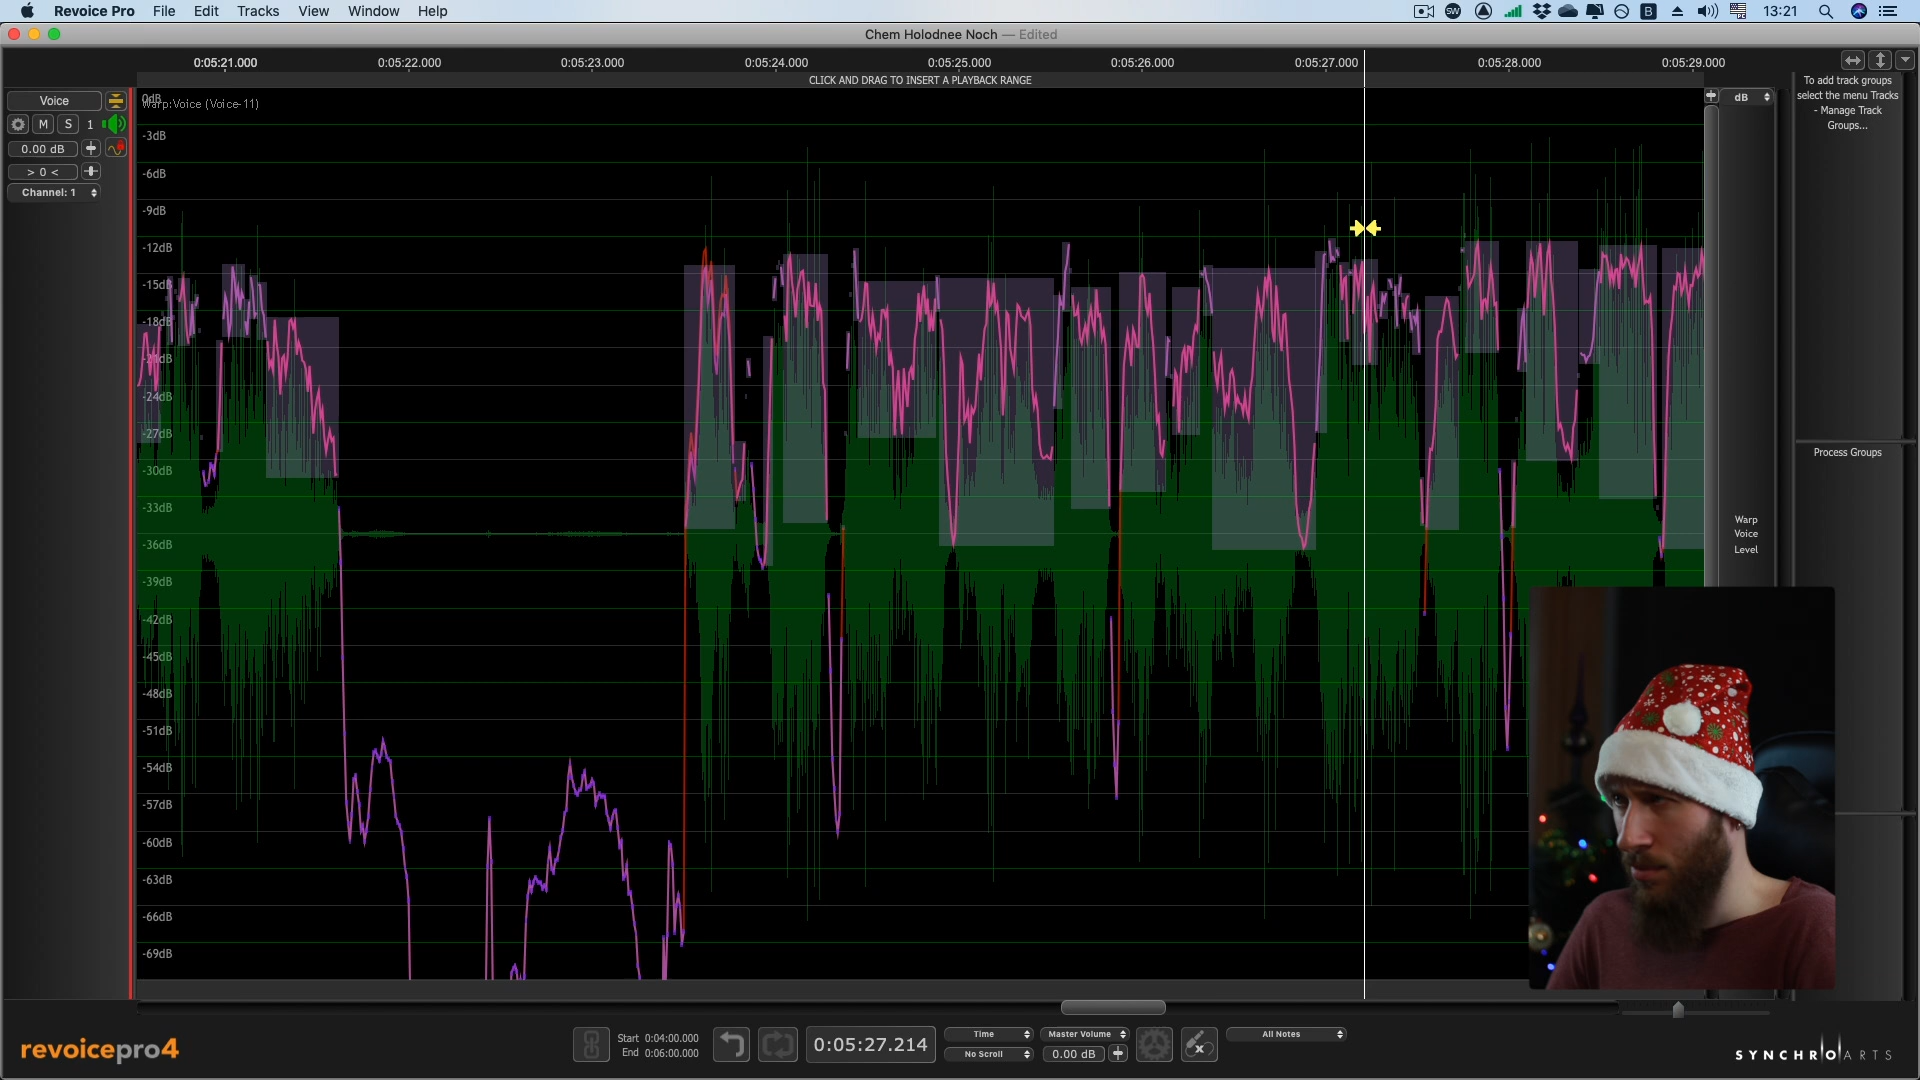 Revoice Pro File Edit Tracks View Window Help
13:21
Chem Holodnee Noch — Edited
0:05:21.000 0:05:22.000 0:05:23.000 0:05:24.000 0:05:25.000 0:05:26.000 0:05:27.000 0:05:28.000 0:05:29.000
CLICK AND DRAG TO INSERT A PLAYBACK RANGE
Voice
M S 1
0.00 dB
> 0 <
Channel: 1
0dB
Warp:Voice (Voice-11)
-3dB
-6dB
-9dB
-12dB
-15dB
-18dB
-21dB
-24dB
-27dB
-30dB
-33dB
-36dB
-39dB
-42dB
-45dB
-48dB
-51dB
-54dB
-57dB
-60dB
-63dB
-66dB
-69dB
dB
Warp
Voice
Level
To add track groups
select the menu Tracks
- Manage Track
Groups...
Process Groups
revoicepro4
Start 0:04:00.000
End 0:06:00.000
0:05:27.214
Time
No Scroll
Master Volume
0.00 dB
All Notes
SYNCHROARTS